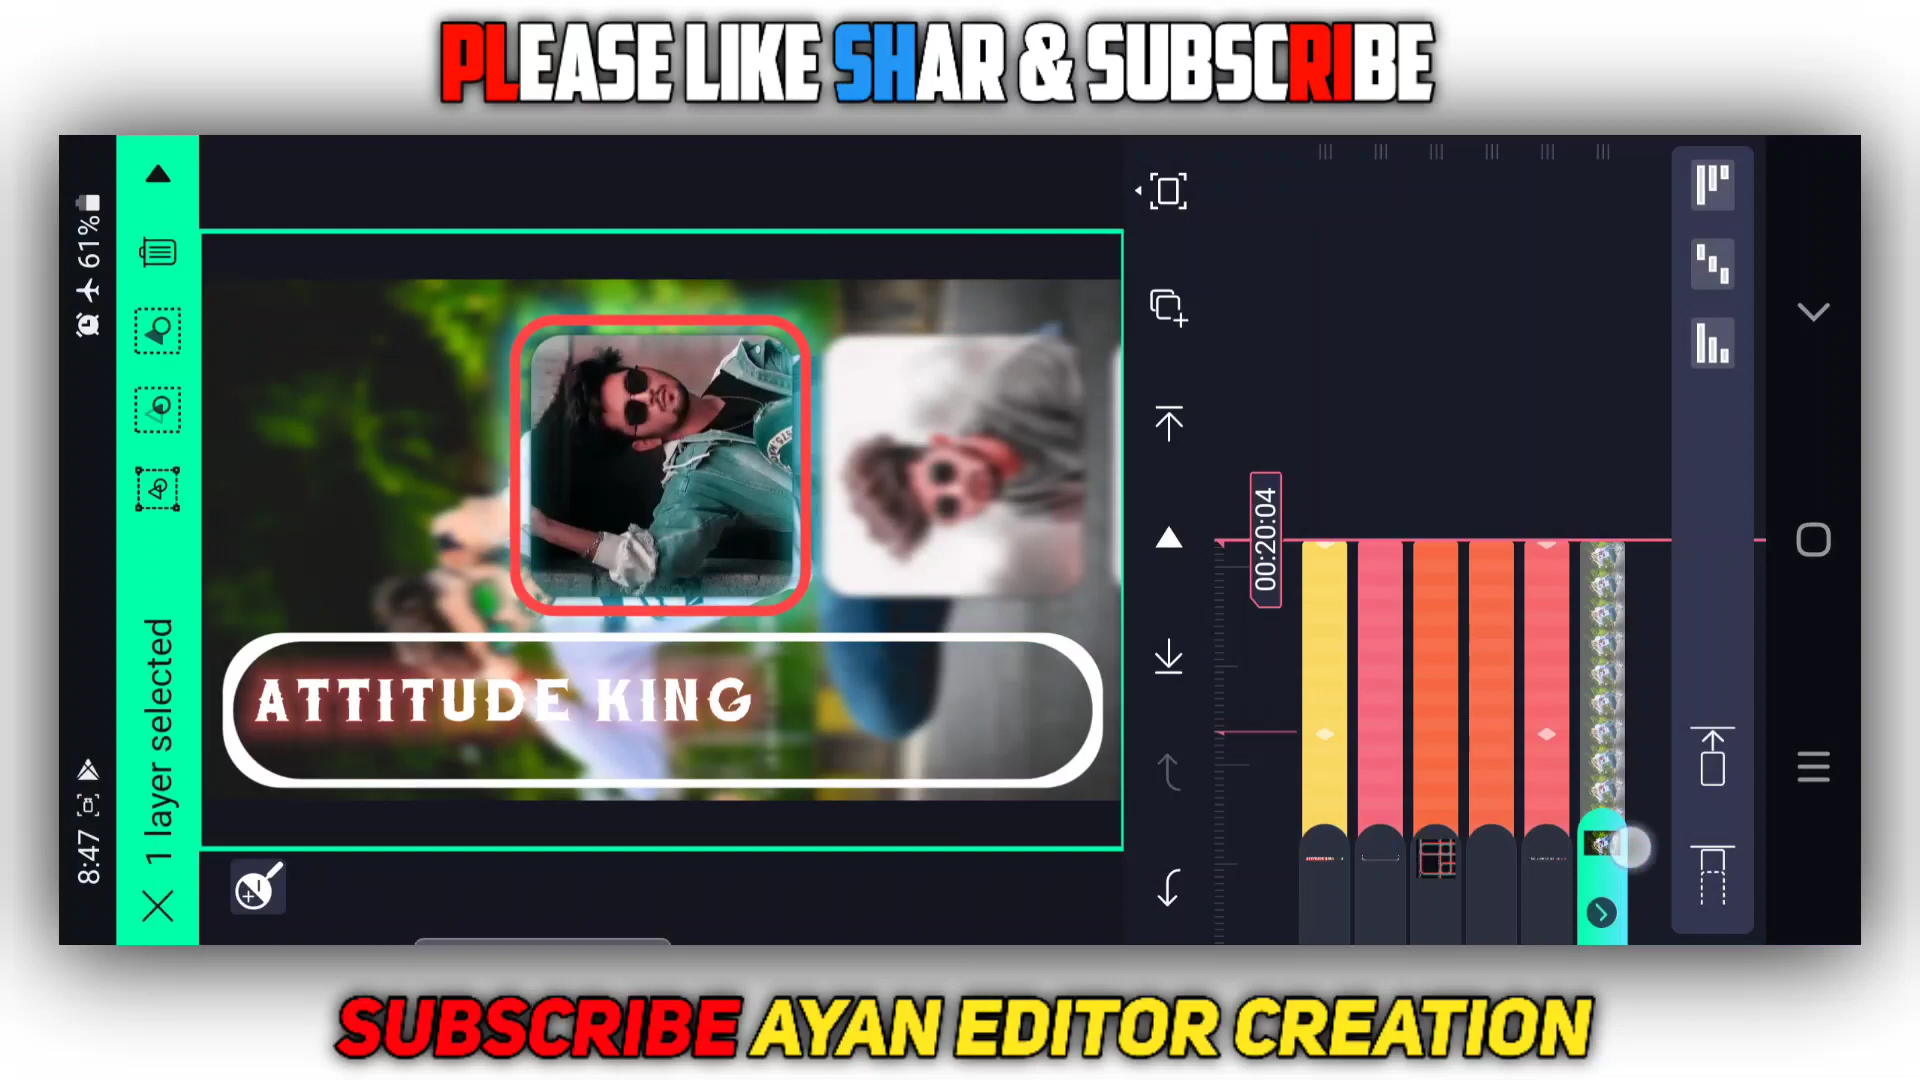 PLEASE LIKE SHAR & SUBSCRIBE
8:47
61%
1 layer selected
ATTITUDE KING
00:20:04
SUBSCRIBE AYAN EDITOR CREATION